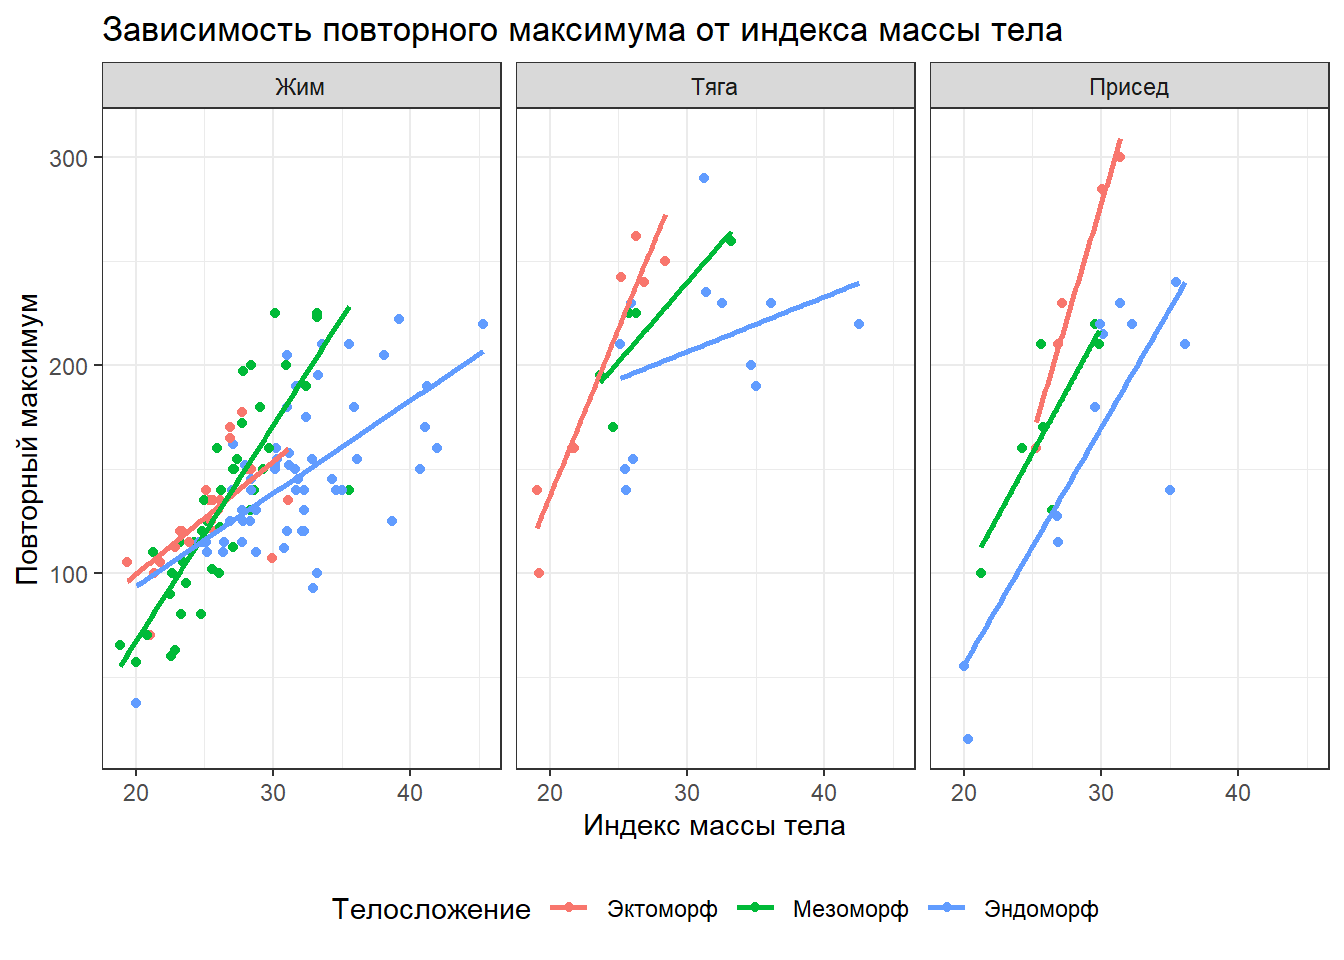 Зависимость повторного максимума от индекса массы тела
Жим
Тяга
Присед
Повторный максимум
300
200
100
20 30 40
20 30 40
20 30 40
Индекс массы тела
Телосложение Эктоморф Мезоморф Эндоморф